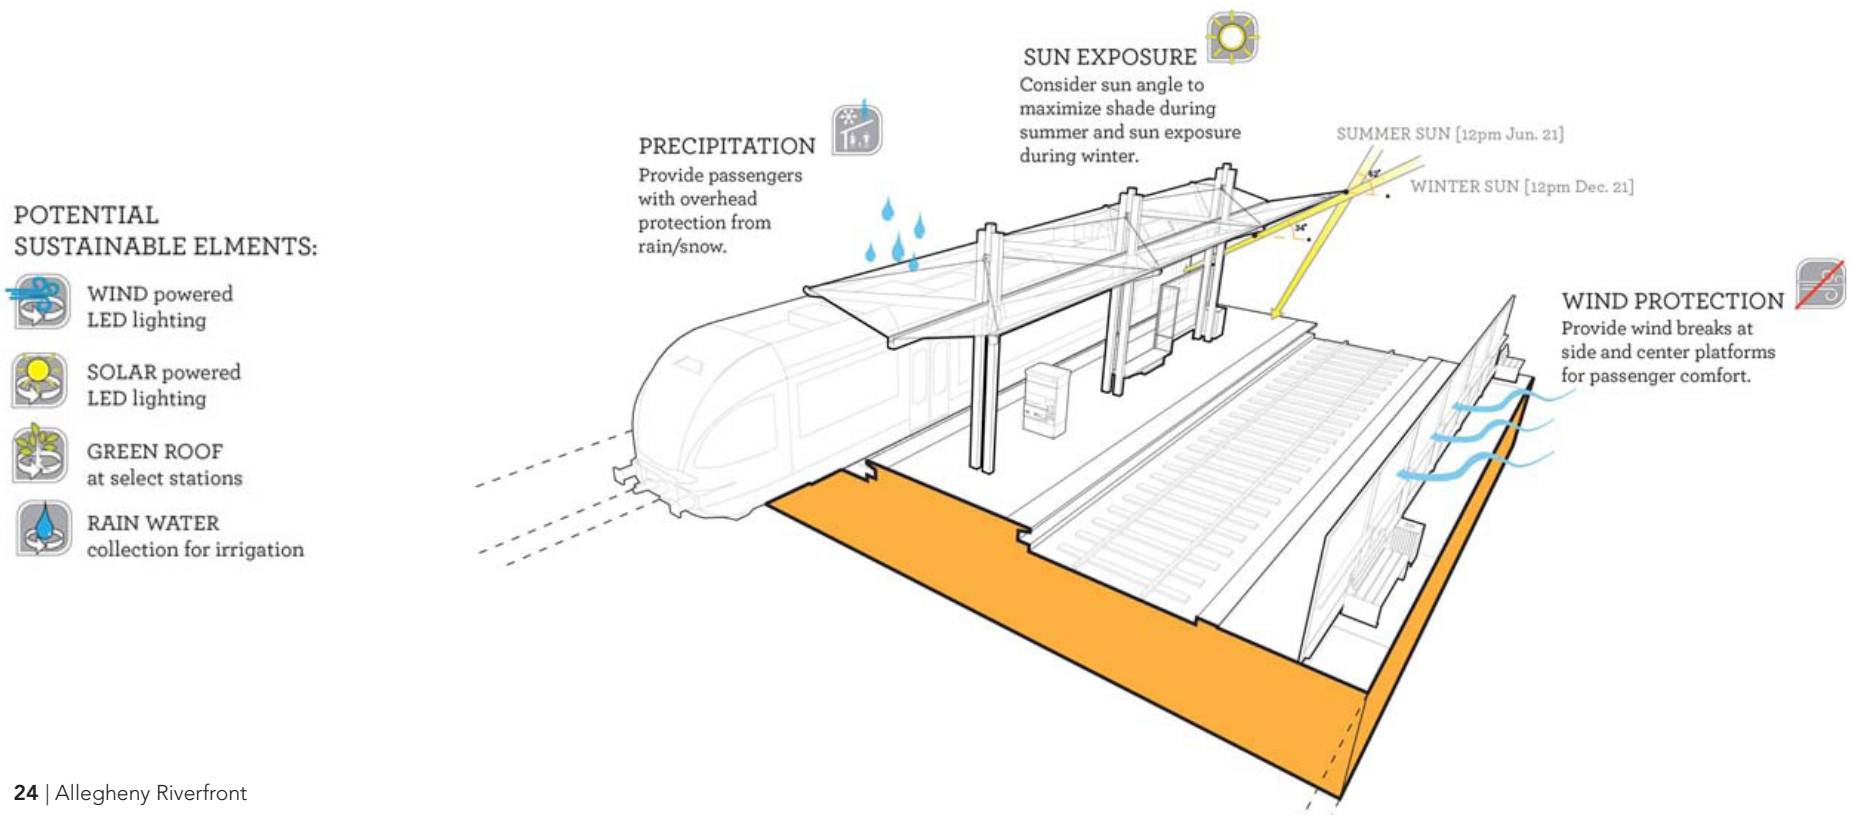 POTENTIAL
SUSTAINABLE ELMENTS:
WIND powered
LED lighting
SOLAR powered
LED lighting
GREEN ROOF
at select stations
RAIN WATER
collection for irrigation
PRECIPITATION
Provide passengers
with overhead
protection from
rain/snow.
SUN EXPOSURE
Consider sun angle to
maximize shade during
summer and sun exposure
during winter.
SUMMER SUN [12pm Jun. 21]
WINTER SUN [12pm Dec. 21]
34°
WIND PROTECTION
Provide wind breaks at
side and center platforms
for passenger comfort.
24 | Allegheny Riverfront